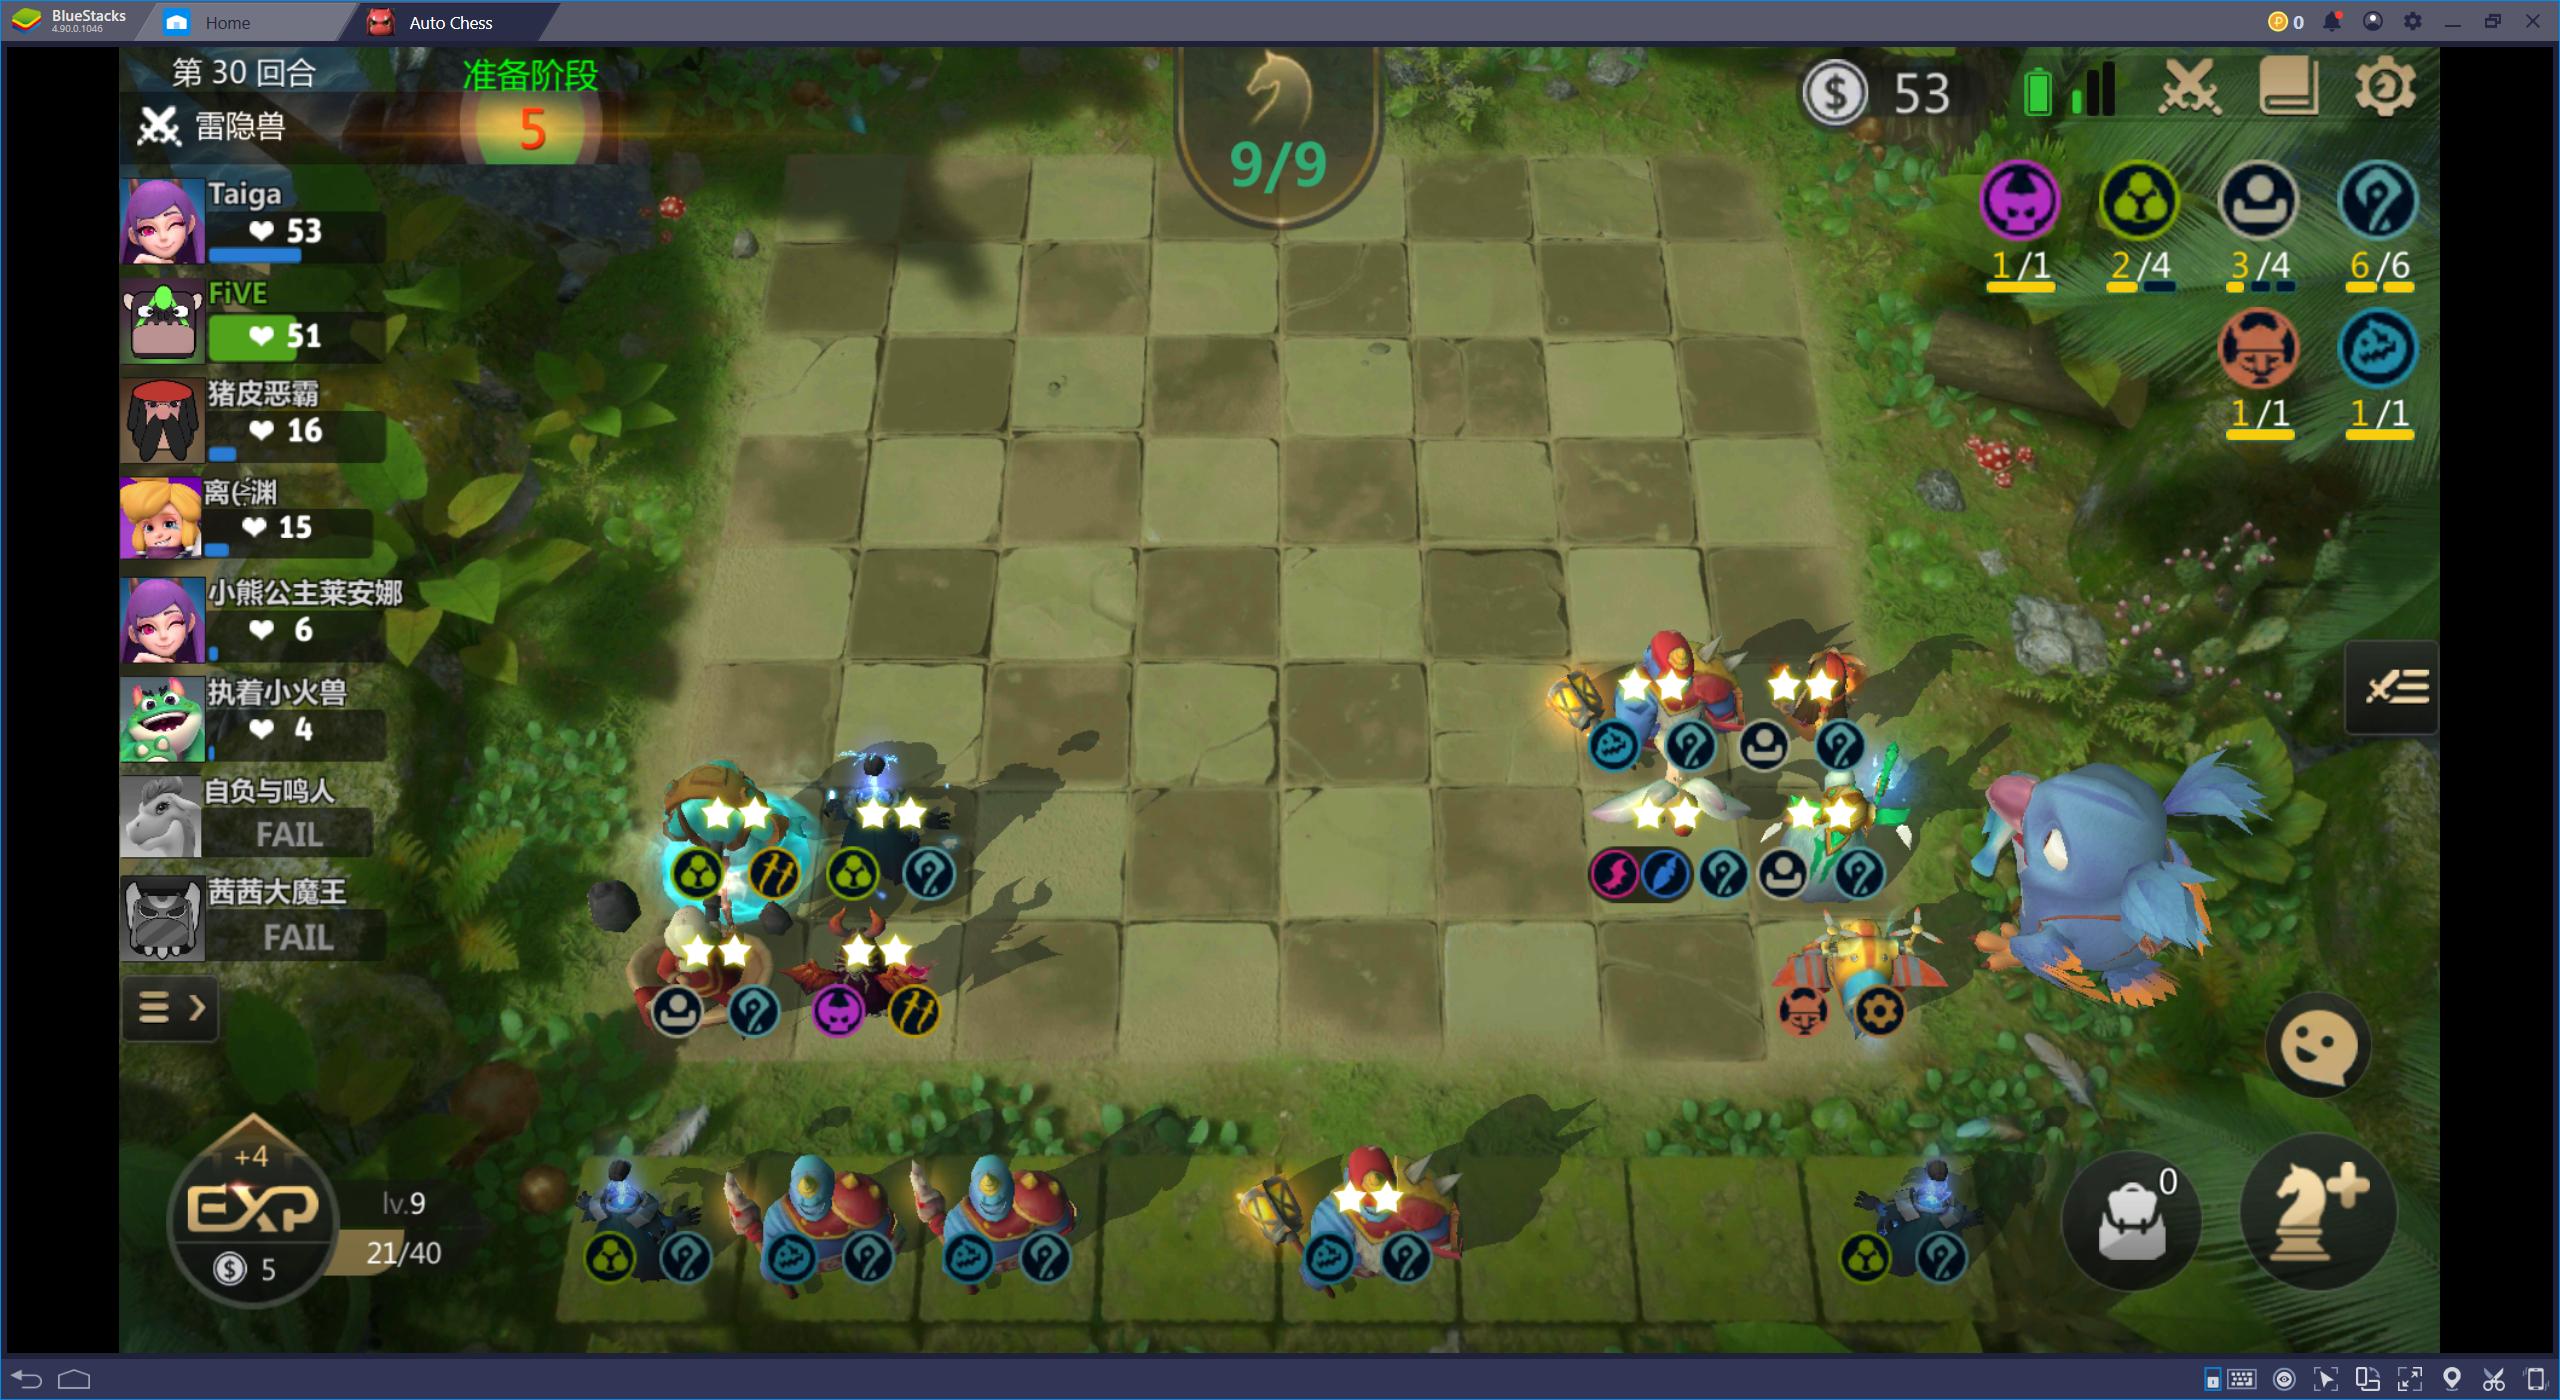 BlueStacks
4.90.0.1046
Home
Auto Chess
0
第 30 回合
准备阶段
雷隐兽
5
9/9
53
Taiga
53
FiVE
51
猪皮恶霸
16
15
小熊公主莱安娜
6
执着小火兽
4
自负与鸣人
FAIL
茜茜大魔王
FAIL
1/1
2/4
3/4
6/6
1/1
1/1
+4
EXP
5
lv.9
21/40
0